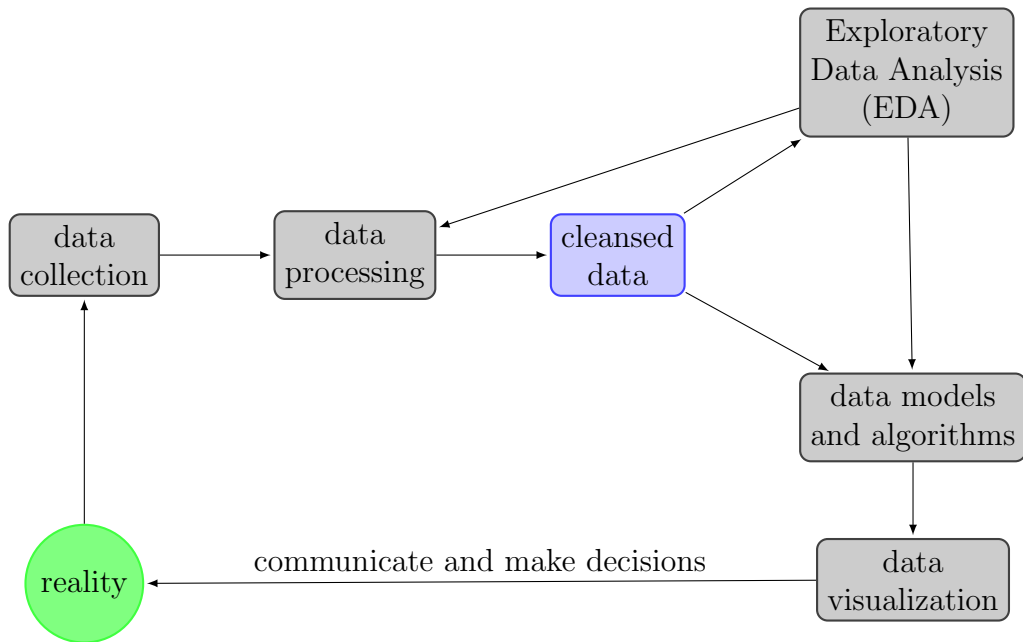 Exploratory
Data Analysis
(EDA)
data
collection
data
processing
cleansed
data
data models
and algorithms
reality
communicate and make decisions
data
visualization